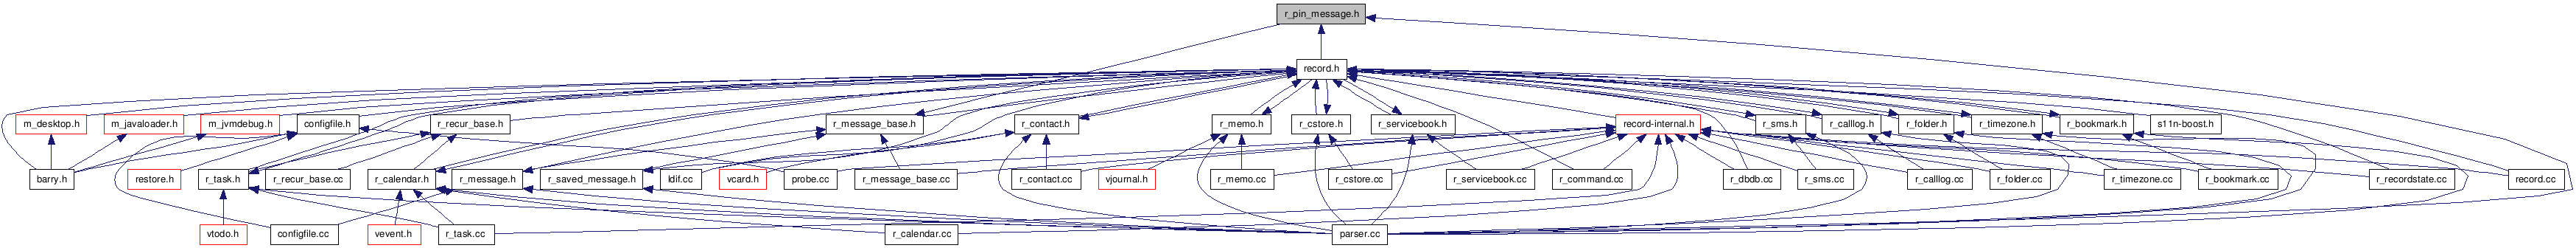 r_pin_message.h
record.h
m_desktop.h
m_javaloader.h
m_jvmdebug.h
configfile.h
r_recur_base.h
r_message_base.h
r_contact.h
r_memo.h
r_cstore.h
r_servicebook.h
record-internal.h
r_sms.h
r_calllog.h
r_folder.h
r_timezone.h
r_bookmark.h
s11n-boost.h
barry.h
restore.h
r_task.h
r_recur_base.cc
r_calendar.h
r_message.h
r_saved_message.h
ldif.cc
vcard.h
probe.cc
r_message_base.cc
r_contact.cc
vjournal.h
r_memo.cc
r_cstore.cc
r_servicebook.cc
r_command.cc
r_dbdb.cc
r_sms.cc
r_calllog.cc
r_folder.cc
r_timezone.cc
r_bookmark.cc
r_recordstate.cc
record.cc
vtodo.h
configfile.cc
vevent.h
r_task.cc
r_calendar.cc
parser.cc